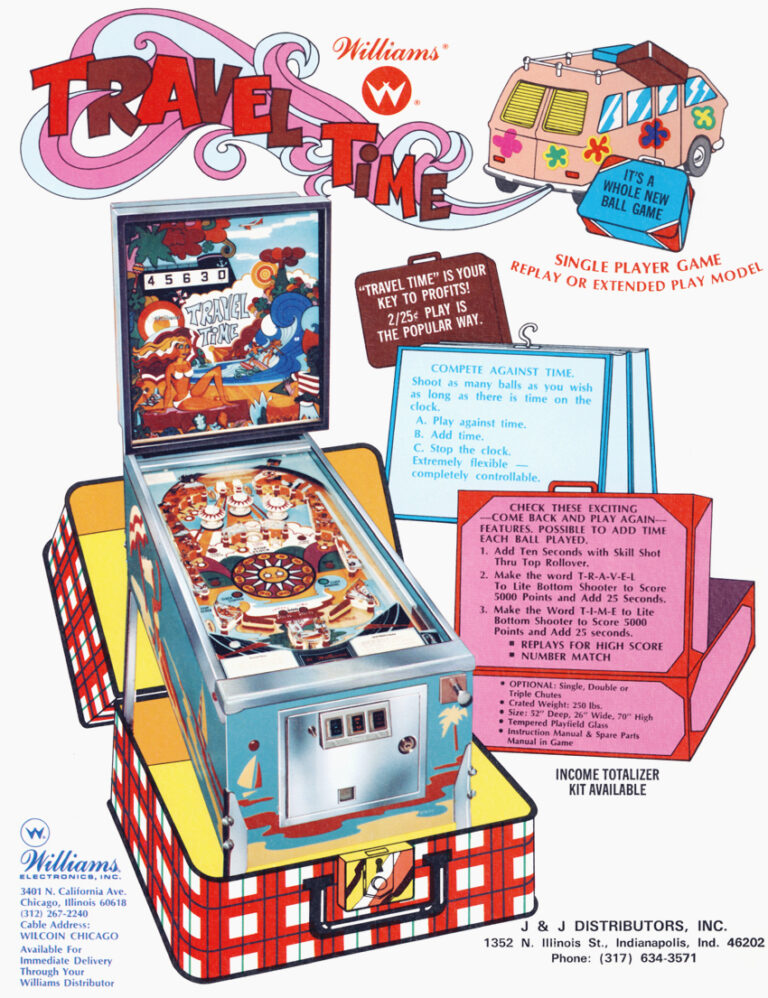 Williams®
W®
TRAVEL
TIME
IT'S A
WHOLE NEW
BALL GAME
SINGLE PLAYER GAME
REPLAY OR EXTENDED PLAY MODEL
"TRAVEL TIME" IS YOUR
KEY TO PROFITS!
2/25¢ PLAY IS
THE POPULAR WAY.
45630
TRAVEL
TIME
COMPETE AGAINST TIME.
Shoot as many balls as you wish
as long as there is time on the
clock.
A. Play against time.
B. Add time.
C. Stop the clock.
Extremely flexible —
completely controllable.
CHECK THESE EXCITING
—COME BACK AND PLAY AGAIN—
FEATURES. POSSIBLE TO ADD TIME
EACH BALL PLAYED.
1. Add Ten Seconds with Skill Shot
Thru Top Rollover.
2. Make the word T-R-A-V-E-L
To Lite Bottom Shooter to Score
5000 Points and Add 25 Seconds.
3. Make the Word T-I-M-E to Lite
Bottom Shooter to Score 5000
Points and Add 25 seconds.
■ REPLAYS FOR HIGH SCORE
■ NUMBER MATCH
• OPTIONAL: Single, Double or
Triple Chutes
• Crated Weight: 250 lbs.
• Size: 52" Deep, 26" Wide, 70" High
• Tempered Playfield Glass
• Instruction Manual & Spare Parts
Manual in Game
INCOME TOTALIZER
KIT AVAILABLE
W
Williams®
ELECTRONICS, INC.
3401 N. California Ave.
Chicago, Illinois 60618
(312) 267-2240
Cable Address:
WILCOIN CHICAGO
Available For
Immediate Delivery
Through Your
Williams Distributor
J & J DISTRIBUTORS, INC.
1352 N. Illinois St., Indianapolis, Ind. 46202
Phone: (317) 634-3571